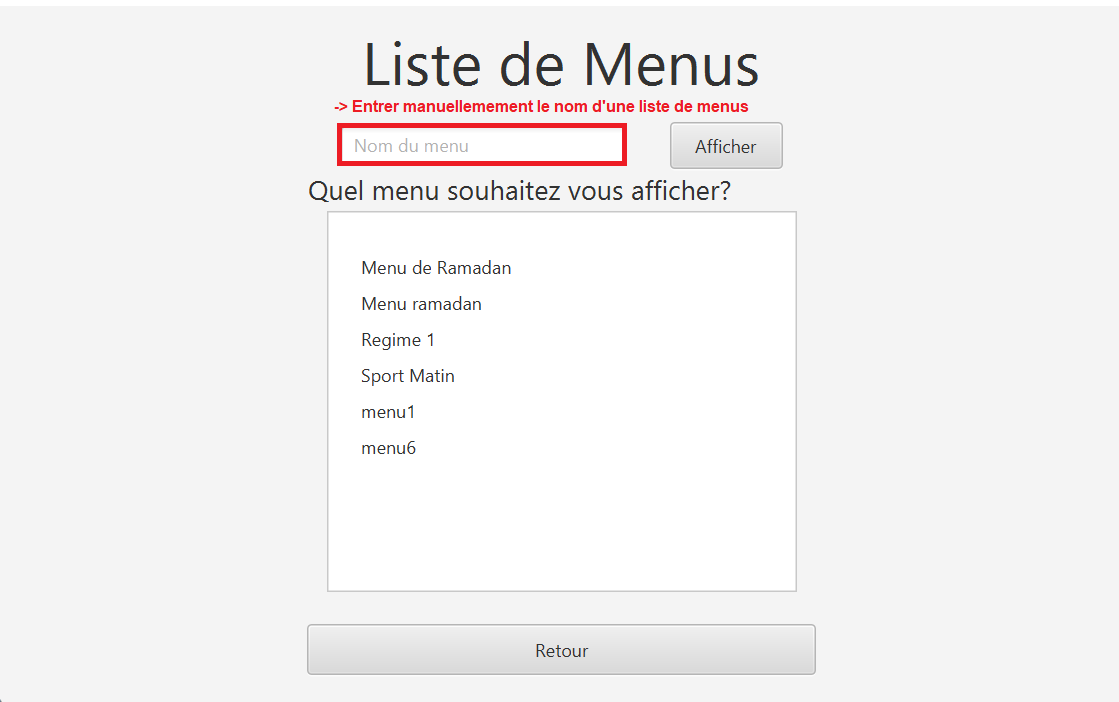 Liste de Menus
-> Entrer manuellemement le nom d'une liste de menus
Nom du menu
Afficher
Quel menu souhaitez vous afficher?
Menu de Ramadan
Menu ramadan
Regime 1
Sport Matin
menu1
menu6
Retour